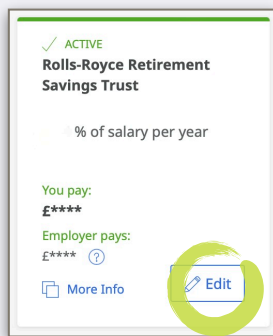 ACTIVE
Rolls-Royce Retirement
Savings Trust
% of salary per year
You pay:
£****
Employer pays:
£**** ?
More Info
Edit